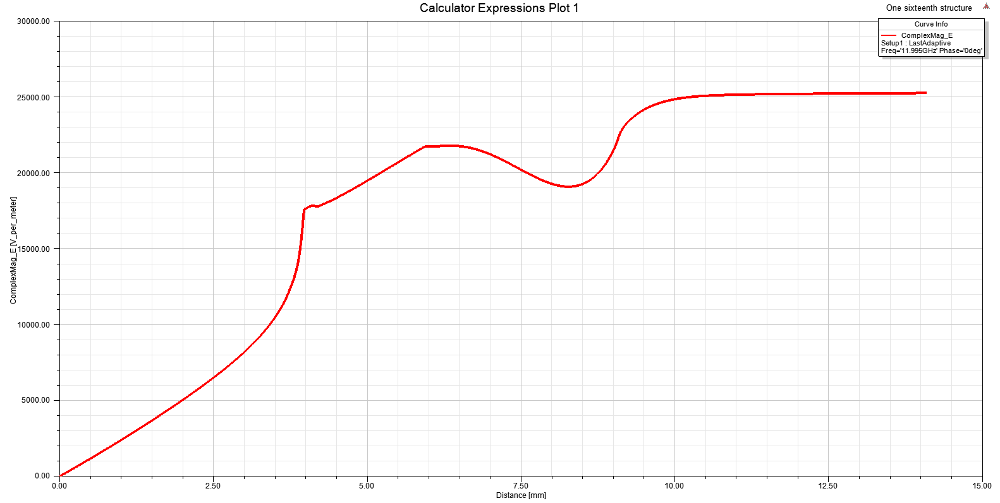 Calculator Expressions Plot 1
One sixteenth structure
Curve Info
ComplexMag_E
Setup1 : LastAdaptive
Freq='11.995GHz' Phase='0deg'
30000.00
25000.00
20000.00
15000.00
10000.00
5000.00
0.00
ComplexMag_E [V_per_meter]
0.00
2.50
5.00
7.50
10.00
12.50
15.00
Distance [mm]